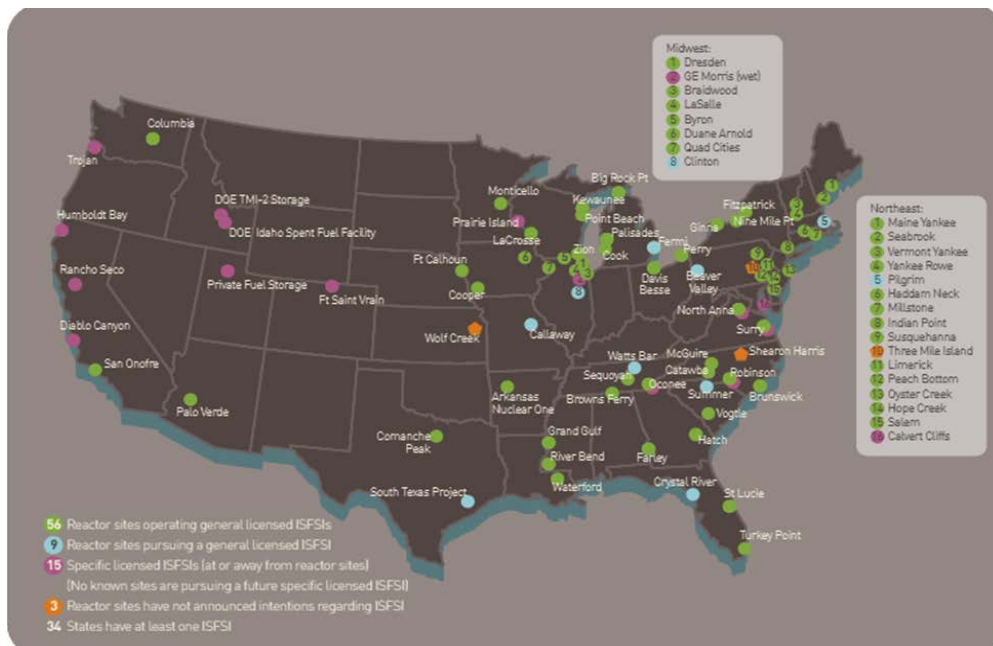 Midwest:
1 Dresden
2 GE Morris (wet)
3 Braidwood
4 LaSalle
5 Byron
6 Duane Arnold
7 Quad Cities
8 Clinton
Columbia
Trojan
Humboldt Bay
DOE TMI-2 Storage
DOE Idaho Spent Fuel Facility
Rancho Seco
Private Fuel Storage
Ft Saint Vrain
Diablo Canyon
San Onofre
Palo Verde
Monticello
Prairie Island
LaCrosse
Big Rock Pt
Kewaunee
Point Beach
Palisades
Zion
Cook
6
5
1
7
4
3
2
8
Ft Calhoun
Cooper
Wolf Creek
Callaway
Fermi
Davis
Besse
Perry
Beaver
Valley
Fitzpatrick
Nine Mile Pt
Ginna
North Anna
Surry
Shearon Harris
Watts Bar
McGuire
Sequoyah
Catawba
Oconee
Robinson
Browns Ferry
Summer
Brunswick
Arkansas
Nuclear One
Vogtle
Hatch
Farley
Comanche
Peak
Grand Gulf
River Bend
Waterford
South Texas Project
Crystal River
St Lucie
Turkey Point
Northeast:
1 Maine Yankee
2 Seabrook
3 Vermont Yankee
4 Yankee Rowe
5 Pilgrim
6 Haddam Neck
7 Millstone
8 Indian Point
9 Susquehanna
10 Three Mile Island
11 Limerick
12 Peach Bottom
13 Oyster Creek
14 Hope Creek
15 Salem
16 Calvert Cliffs
56 Reactor sites operating general licensed ISFSIs
9 Reactor sites pursuing a general licensed ISFSI
15 Specific licensed ISFSIs (at or away from reactor sites)
(No known sites are pursuing a future specific licensed ISFSI)
3 Reactor sites have not announced intentions regarding ISFSI
34 States have at least one ISFSI